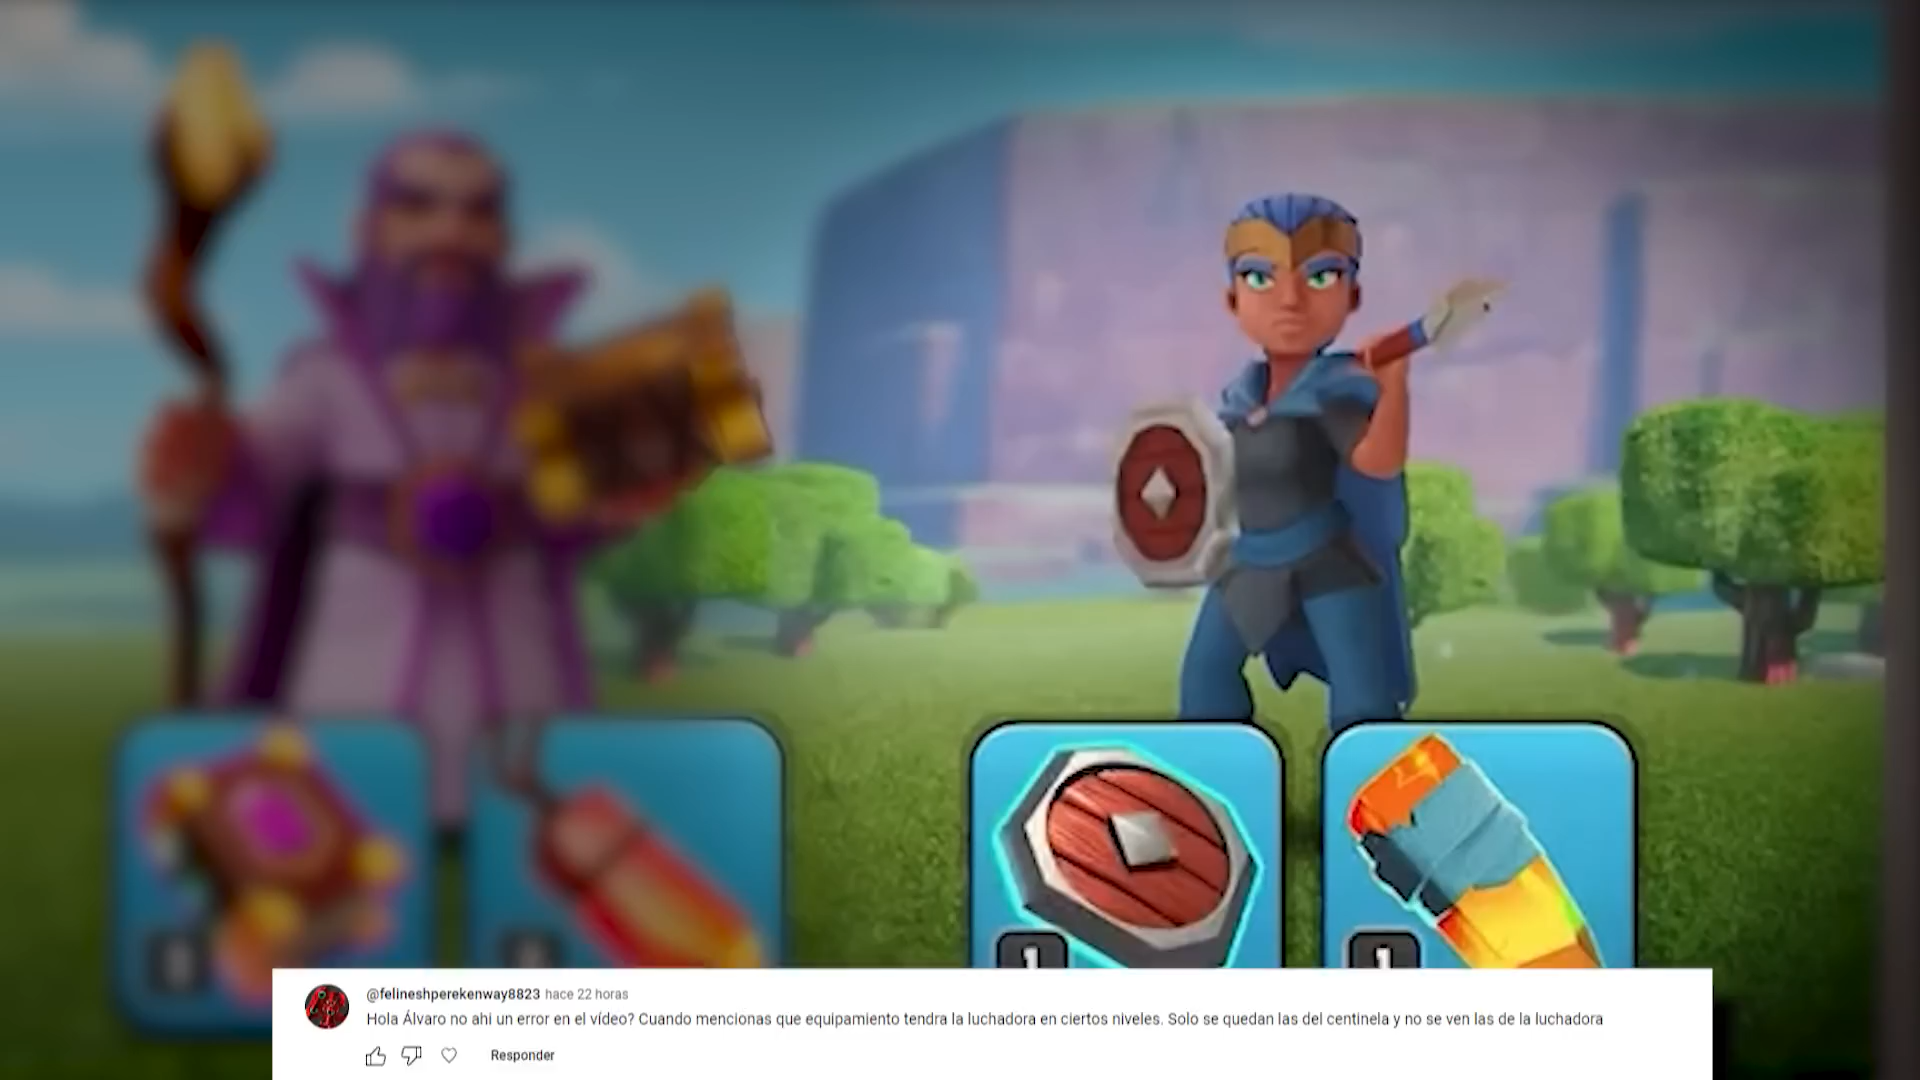 1
1
@felineshperekenway8823 hace 22 horas
Hola Álvaro no ahi un error en el vídeo? Cuando mencionas que equipamiento tendra la luchadora en ciertos niveles. Solo se quedan las del centinela y no se ven las de la luchadora
Responder